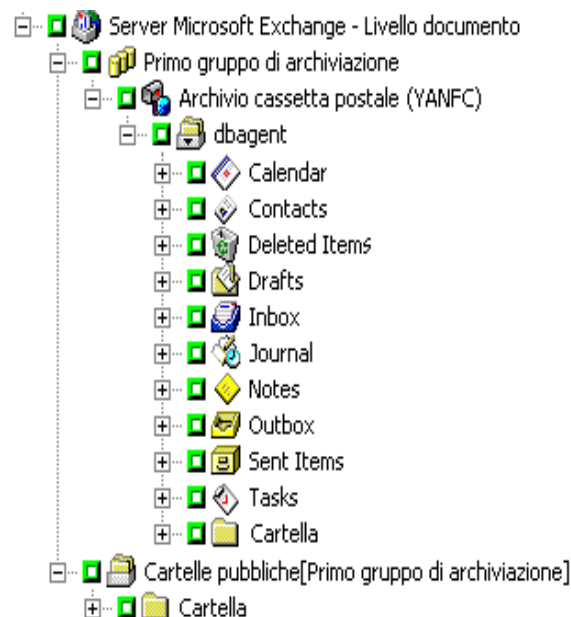 Server Microsoft Exchange - Livello documento
Primo gruppo di archiviazione
Archivio cassetta postale (YANFC)
dbagent
Calendar
Contacts
Deleted Items
Drafts
Inbox
Journal
Notes
Outbox
Sent Items
Tasks
Cartella
Cartelle pubbliche[Primo gruppo di archiviazione]
Cartella